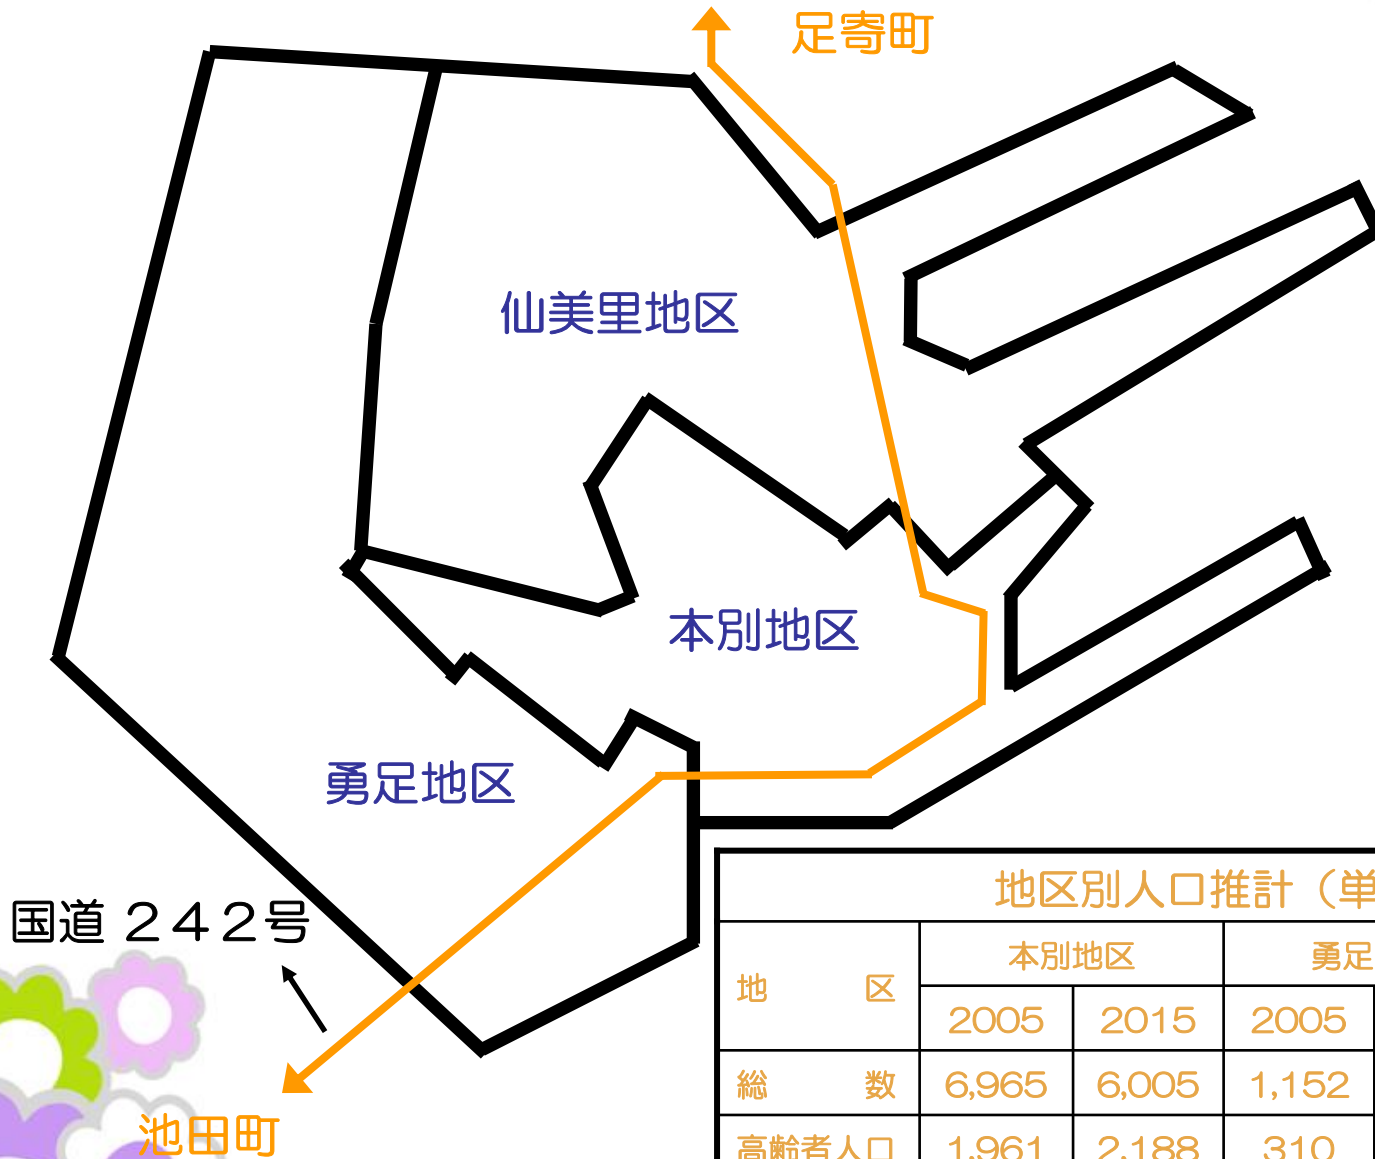 足寄町
仙美里地区
本別地区
勇足地区
国道 242号
池田町
地区別人口推計（単
地　　区 本別地区 勇足
2005 2015 2005
総　　数 6,965 6,005 1,152
高齢者人口 1,961 2,188 310